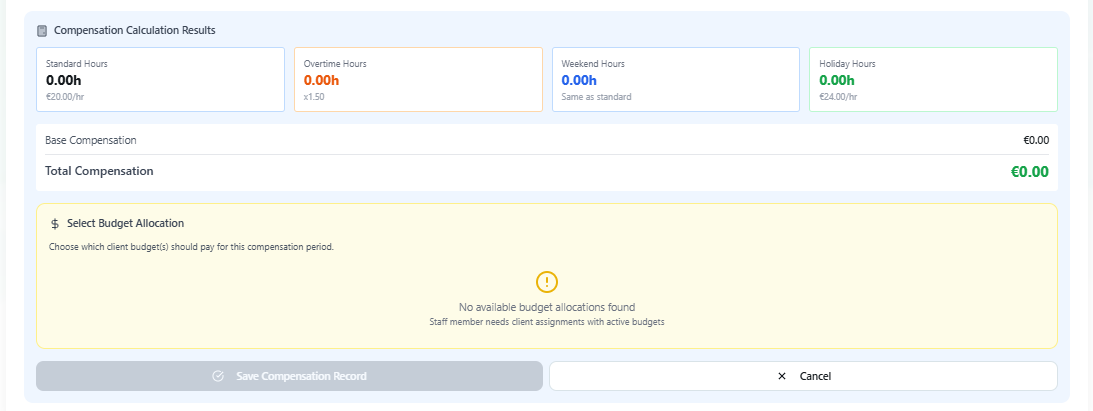 Compensation Calculation Results
Standard Hours
0.00h
€20.00/hr
Overtime Hours
0.00h
x1.50
Weekend Hours
0.00h
Same as standard
Holiday Hours
0.00h
€24.00/hr
Base Compensation €0.00
Total Compensation €0.00
$ Select Budget Allocation
Choose which client budget(s) should pay for this compensation period.
No available budget allocations found
Staff member needs client assignments with active budgets
Save Compensation Record
Cancel